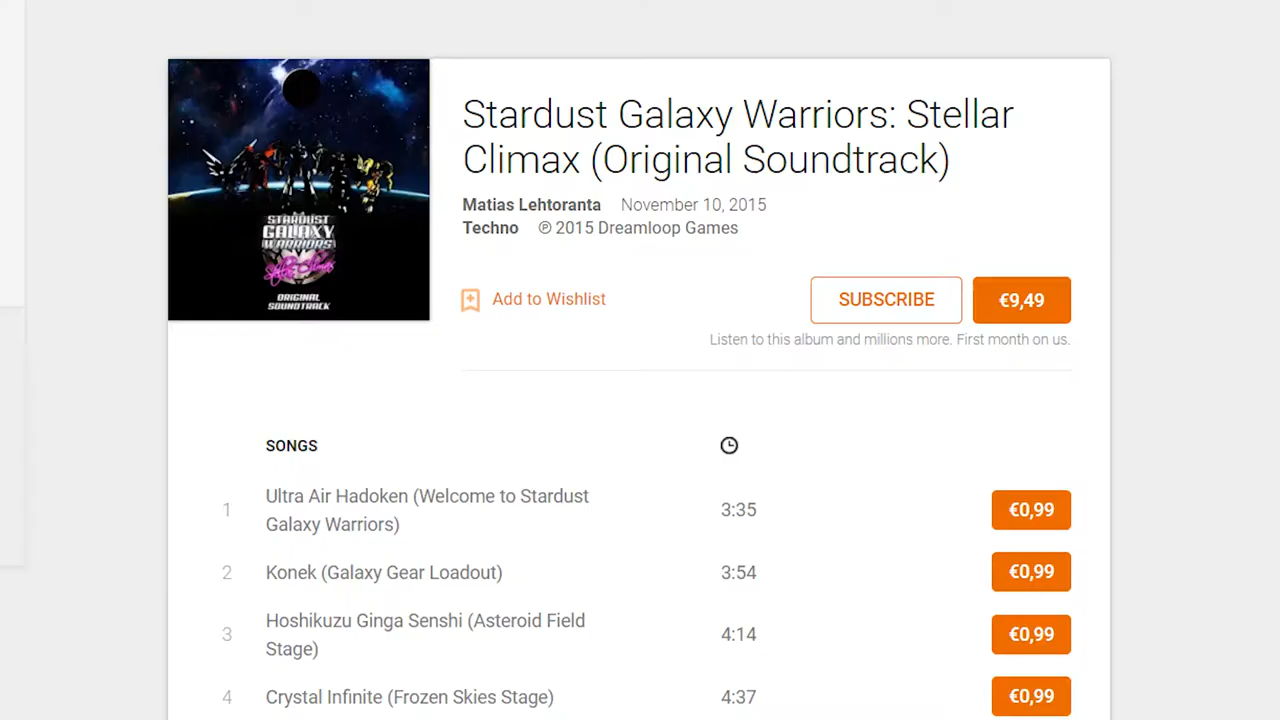 Stardust Galaxy Warriors: Stellar
Climax (Original Soundtrack)
Matias Lehtoranta November 10, 2015
Techno ℗ 2015 Dreamloop Games
STARDUST
GALAXY
WARRIORS
Stellar Climax
ORIGINAL
SOUNDTRACK
Add to Wishlist
SUBSCRIBE
€9,49
Listen to this album and millions more. First month on us.
SONGS
1 Ultra Air Hadoken (Welcome to Stardust
Galaxy Warriors) 3:35 €0,99
2 Konek (Galaxy Gear Loadout) 3:54 €0,99
3 Hoshikuzu Ginga Senshi (Asteroid Field
Stage) 4:14 €0,99
4 Crystal Infinite (Frozen Skies Stage) 4:37 €0,99